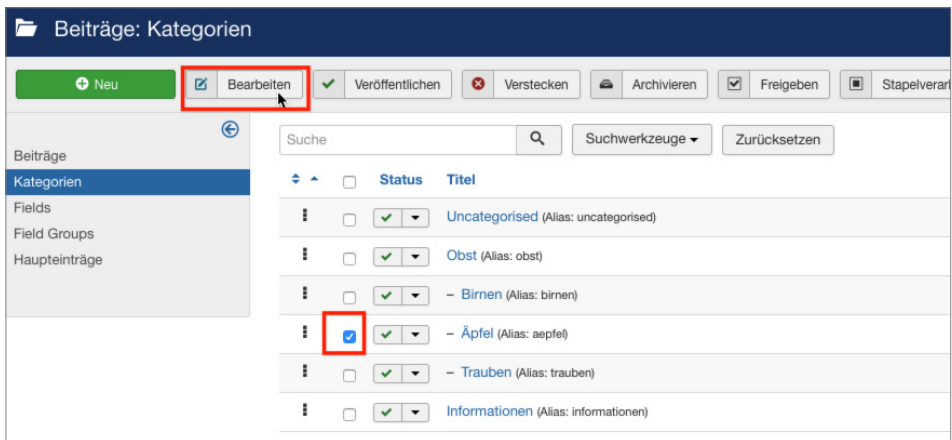 Beiträge: Kategorien
Neu Bearbeiten Veröffentlichen Verstecken Archivieren Freigeben Stapelverarl
Beiträge
Kategorien
Fields
Field Groups
Haupteinträge
Suche Suchwerkzeuge Zurücksetzen
Status Titel
Uncategorised (Alias: uncategorised)
Obst (Alias: obst)
– Birnen (Alias: birnen)
– Äpfel (Alias: aepfel)
– Trauben (Alias: trauben)
Informationen (Alias: informationen)